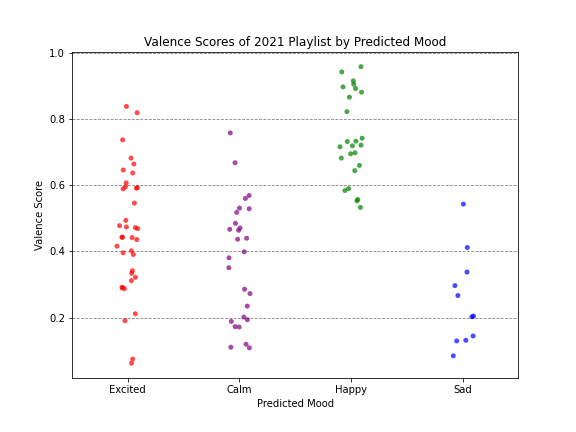 Valence Scores of 2021 Playlist by Predicted Mood
1.0
0.8
0.6
0.4
0.2
Valence Score
Excited Calm Happy Sad
Predicted Mood